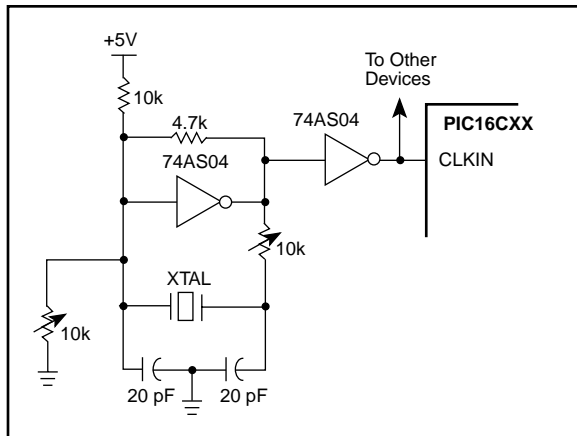 +5V
To Other
Devices
10k
4.7k
74AS04
PIC16CXX
74AS04
CLKIN
10k
XTAL
10k
20 pF
20 pF